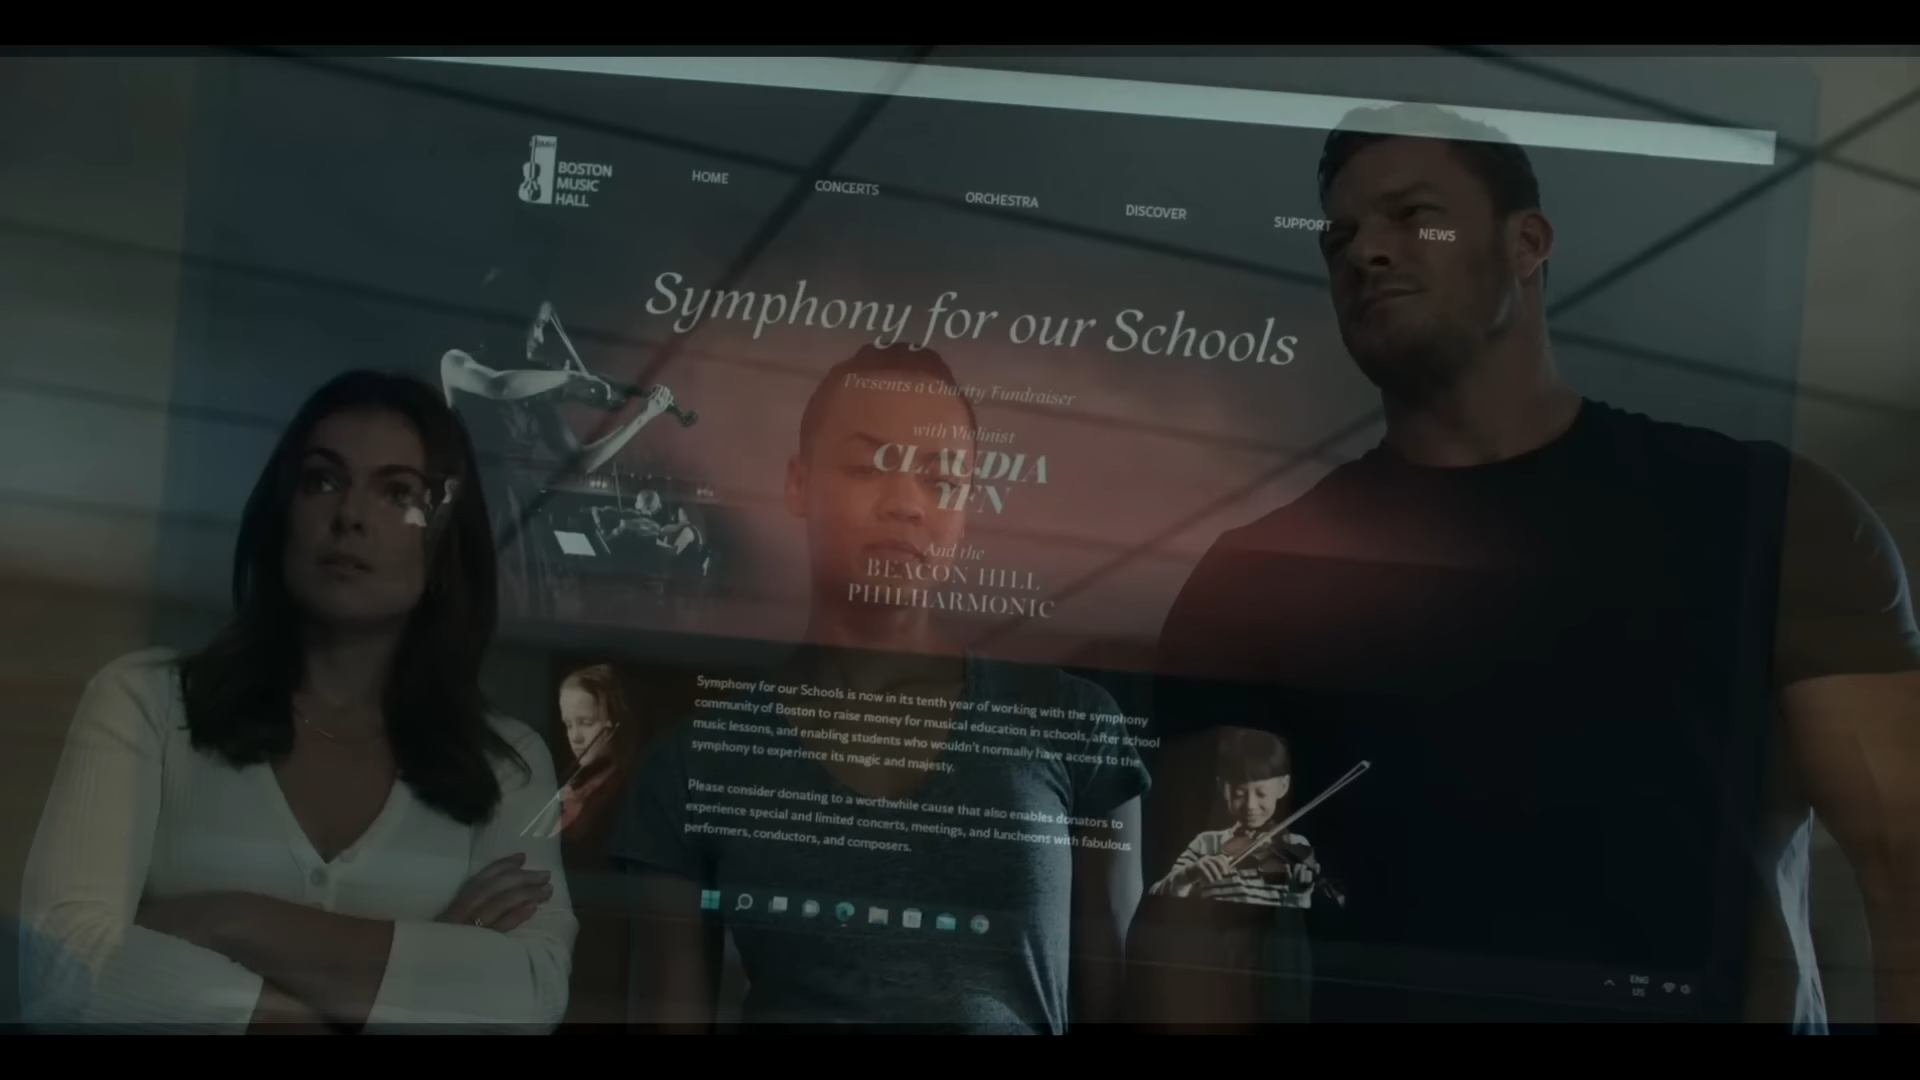 BMH
BOSTON
MUSIC
HALL
HOME
CONCERTS
ORCHESTRA
DISCOVER
SUPPORT
NEWS
Symphony for our Schools
Presents a Charity Fundraiser
with Violinist
CLAUDIA
YEN
And the
BEACON HILL
PHILHARMONIC
Symphony for our Schools is now in its tenth year of working with the symphony
community of Boston to raise money for musical education in schools, after school
music lessons, and enabling students who wouldn't normally have access to the
symphony to experience its magic and majesty.
Please consider donating to a worthwhile cause that also enables donators to
experience special and limited concerts, meetings, and luncheons with fabulous
performers, conductors, and composers.
ENG
US